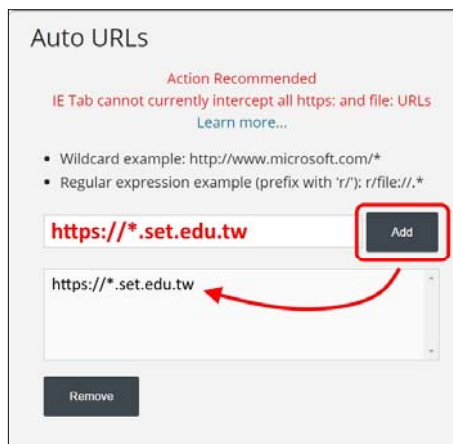 Auto URLs
Action Recommended
IE Tab cannot currently intercept all https: and file: URLs
Learn more...
▪ Wildcard example: http://www.microsoft.com/*
▪ Regular expression example (prefix with 'r/'): r/file://.*
https://*.set.edu.tw
Add
https://*.set.edu.tw
Remove